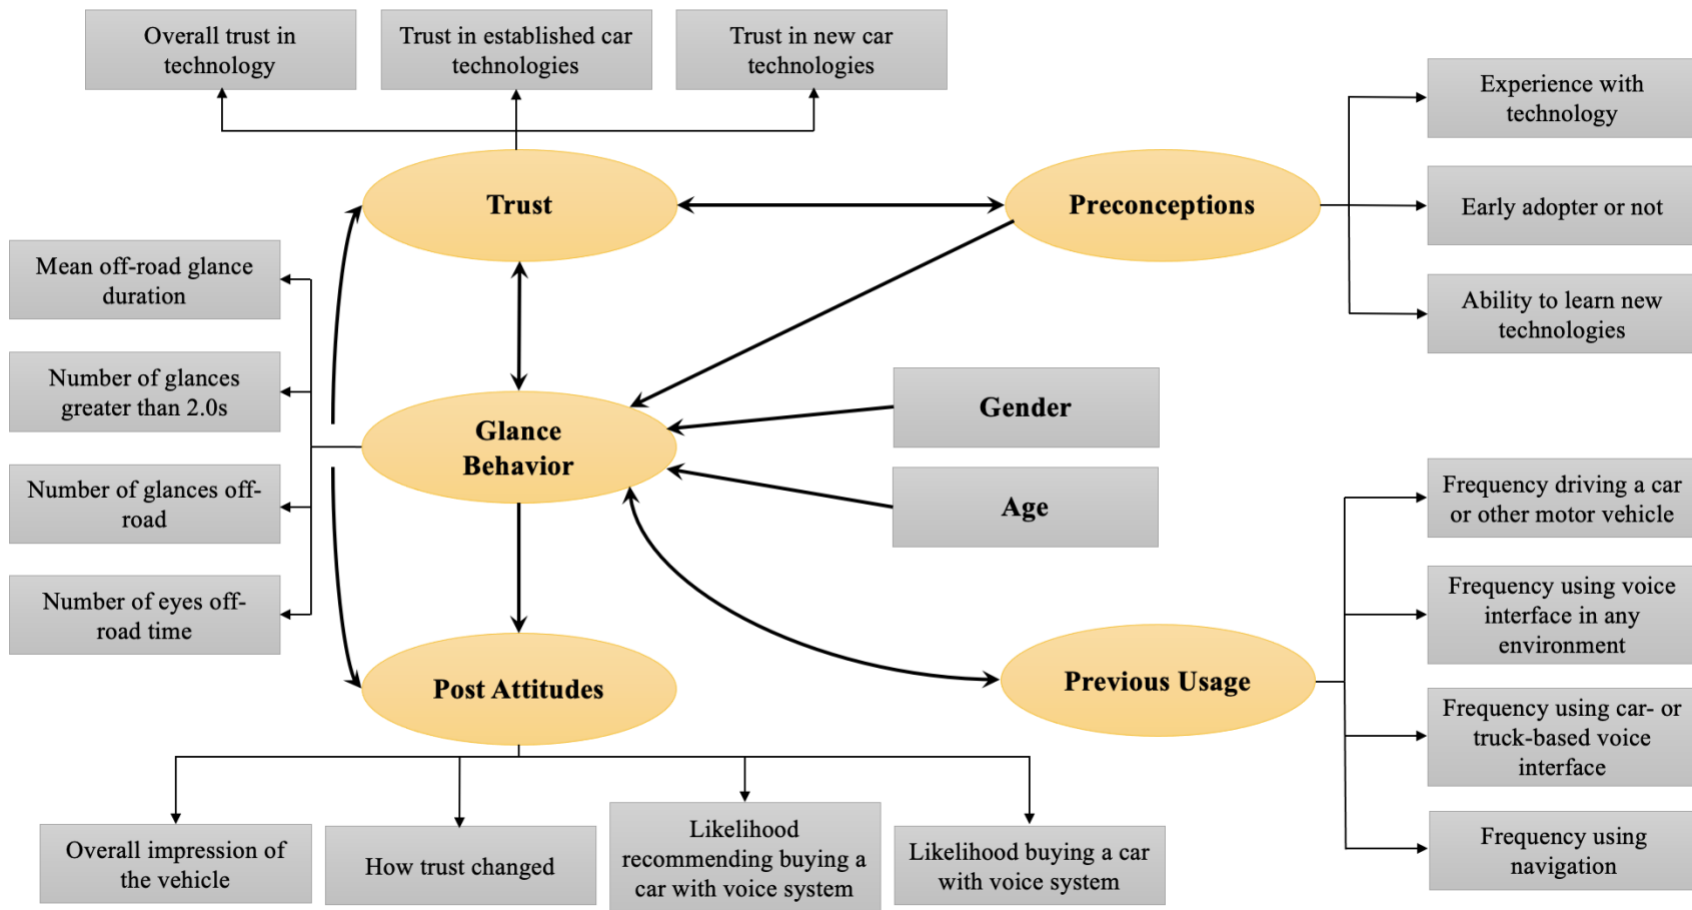 Overall trust in
technology
Trust in established car
technologies
Trust in new car
technologies
Experience with
technology
Trust
Preconceptions
Early adopter or not
Mean off-road glance
duration
Ability to learn new
technologies
Number of glances
greater than 2.0s
Gender
Glance
Behavior
Number of glances off-
road
Age
Frequency driving a car
or other motor vehicle
Number of eyes off-
road time
Frequency using voice
interface in any
environment
Post Attitudes
Previous Usage
Frequency using car- or
truck-based voice
interface
Overall impression of
the vehicle
How trust changed
Likelihood
recommending buying a
car with voice system
Likelihood buying a car
with voice system
Frequency using
navigation